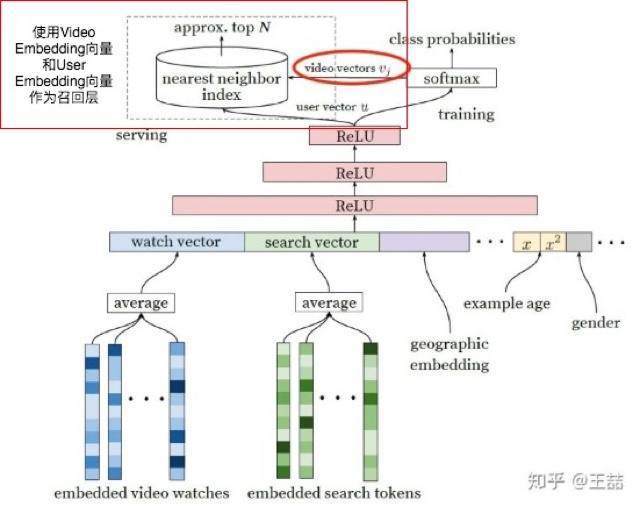 使用Video
Embedding向量
和User
Embedding向量
作为召回层
approx. top N
class probabilities
nearest neighbor
index
video vectors vj
softmax
user vector u
serving
training
ReLU
ReLU
ReLU
watch vector
search vector
...
x
x²
...
average
average
example age
gender
geographic
embedding
...
...
embedded video watches
embedded search tokens
知乎 @王喆